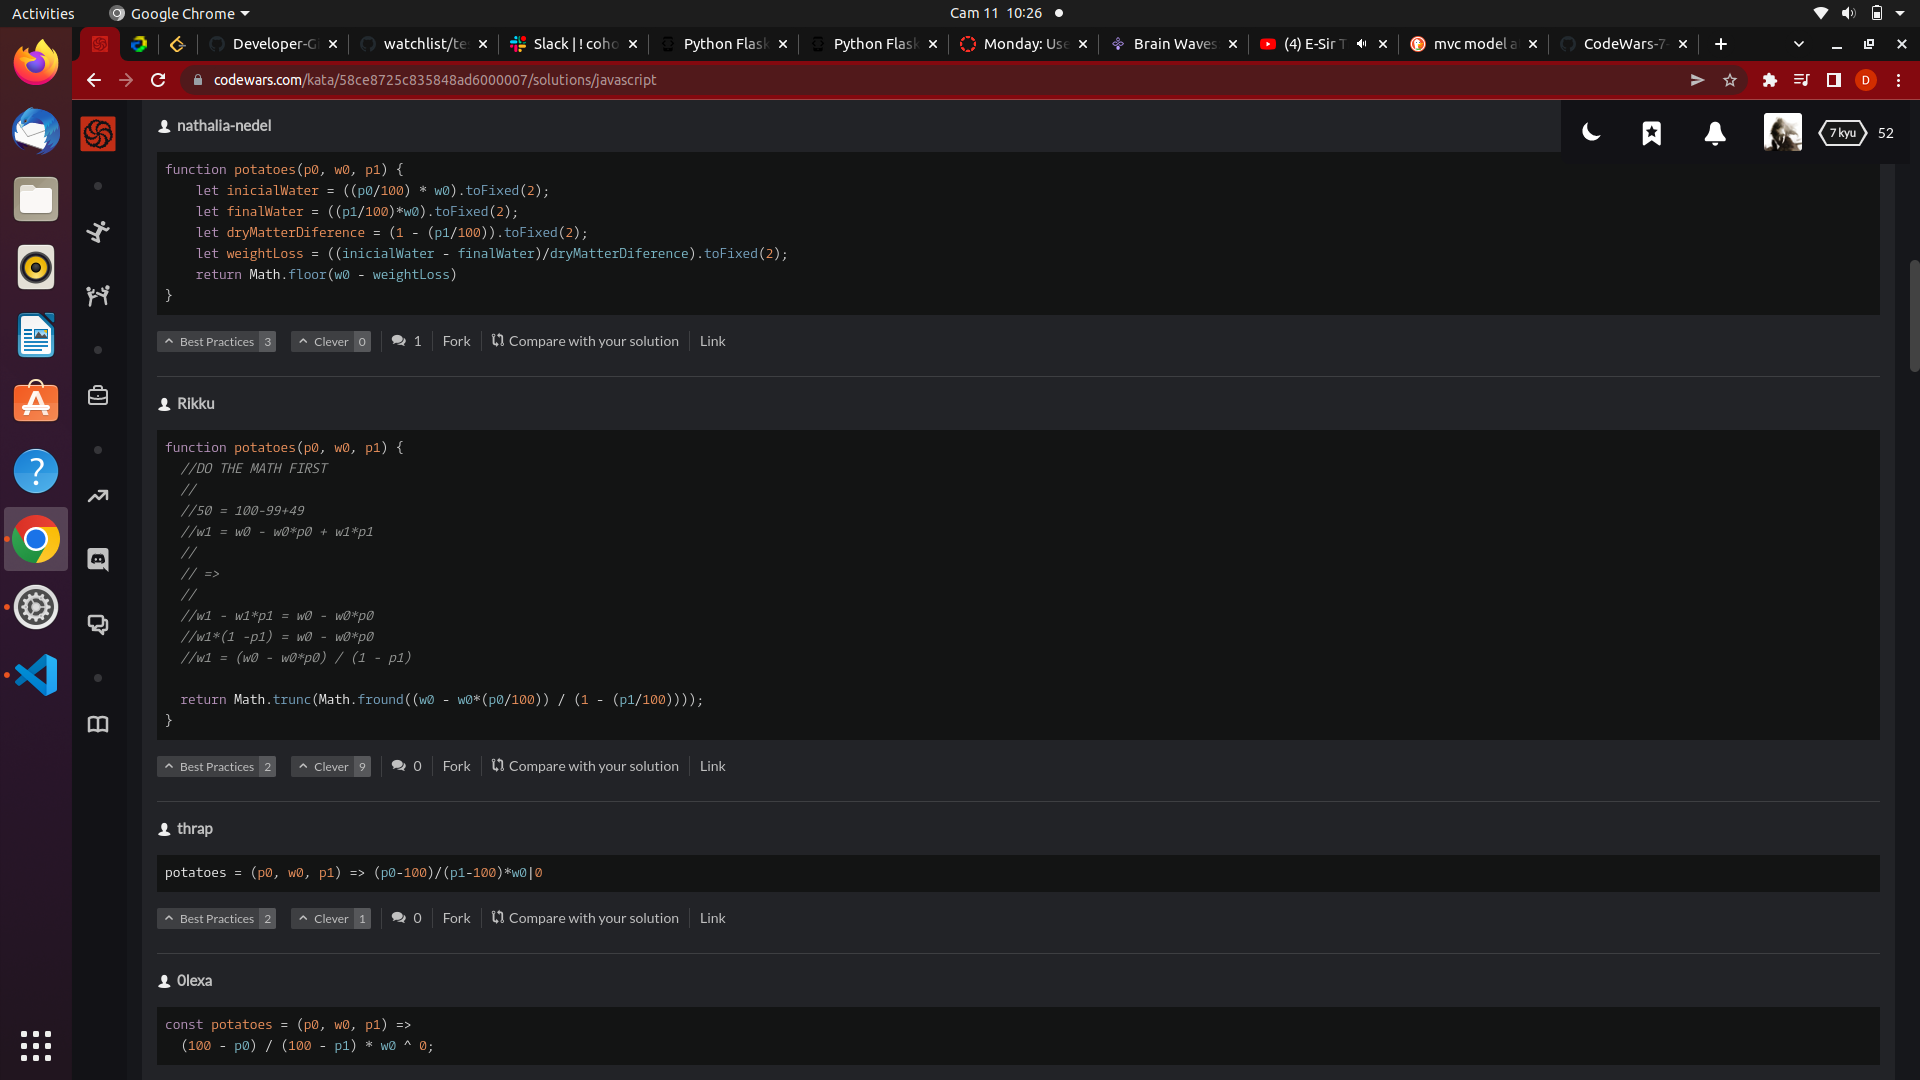 Activities
Google Chrome
Cam 11 10:26
Developer-G
watchlist/te
Slack | ! coho
Python Flask
Python Flask
Monday: Use
Brain Waves
(4) E-Sir T
mvc model a
CodeWars-7-
codewars.com/kata/58ce8725c835848ad6000007/solutions/javascript
D
7 kyu
52
nathalia-nedel
function potatoes(p0, w0, p1) {
let inicialWater = ((p0/100) * w0).toFixed(2);
let finalWater = ((p1/100)*w0).toFixed(2);
let dryMatterDiference = (1 - (p1/100)).toFixed(2);
let weightLoss = ((inicialWater - finalWater)/dryMatterDiference).toFixed(2);
return Math.floor(w0 - weightLoss)
}
Best Practices 3 Clever 0 1 Fork Compare with your solution Link
Rikku
function potatoes(p0, w0, p1) {
//DO THE MATH FIRST
//
//50 = 100-99+49
//w1 = w0 - w0*p0 + w1*p1
//
// =>
//
//w1 - w1*p1 = w0 - w0*p0
//w1*(1 -p1) = w0 - w0*p0
//w1 = (w0 - w0*p0) / (1 - p1)
return Math.trunc(Math.fround((w0 - w0*(p0/100)) / (1 - (p1/100))));
}
Best Practices 2 Clever 9 0 Fork Compare with your solution Link
thrap
potatoes = (p0, w0, p1) => (p0-100)/(p1-100)*w0|0
Best Practices 2 Clever 1 0 Fork Compare with your solution Link
0lexa
const potatoes = (p0, w0, p1) =>
(100 - p0) / (100 - p1) * w0 ^ 0;